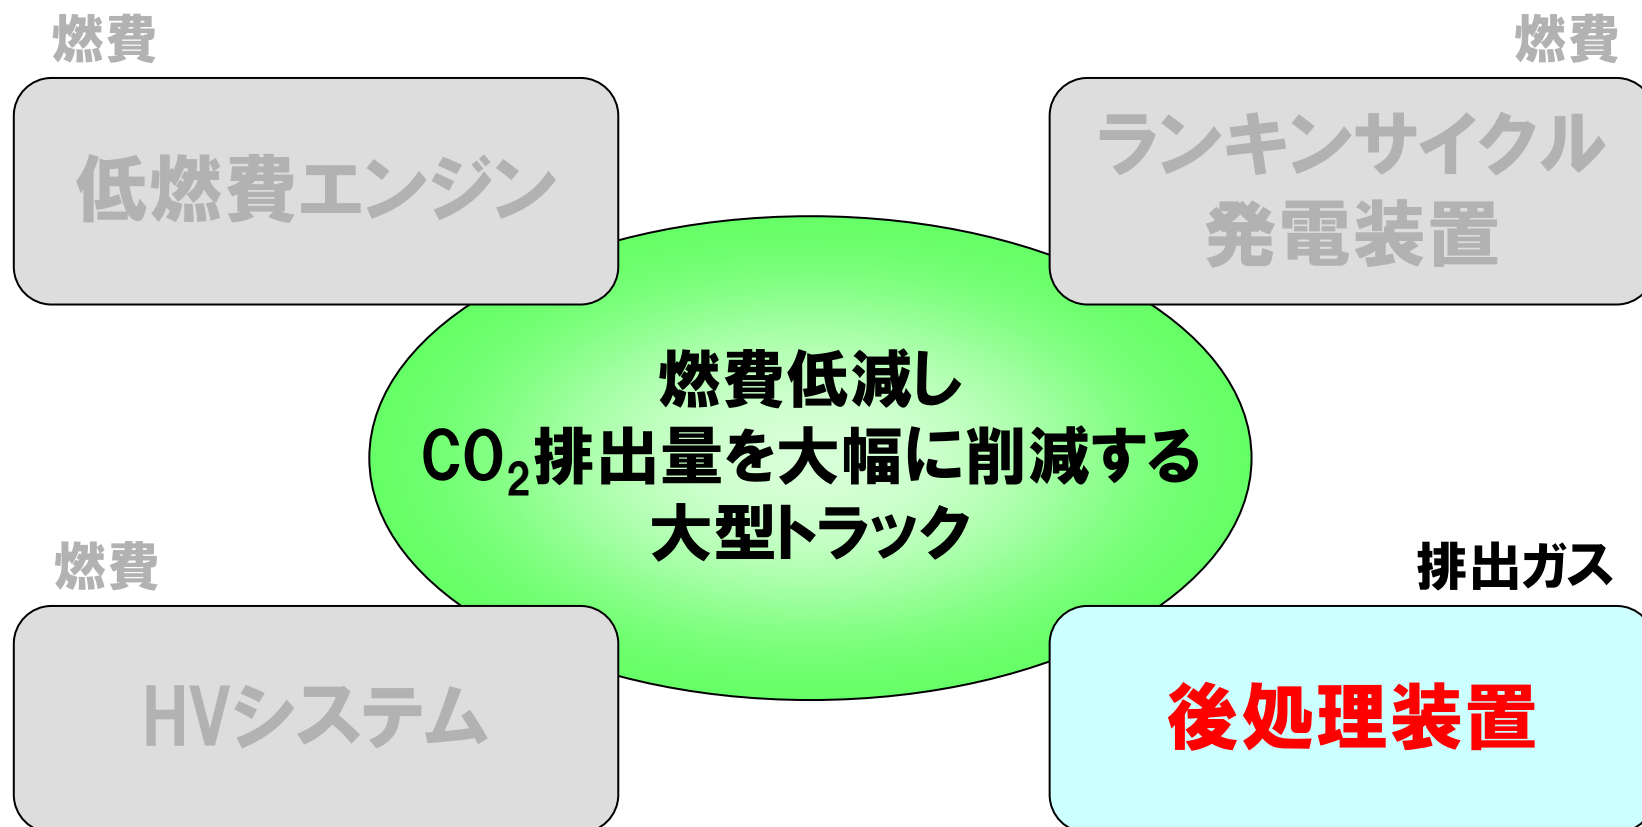 燃費
低燃費エンジン
燃費
ランキンサイクル
発電装置
燃費低減し
CO₂排出量を大幅に削減する
大型トラック
燃費
HVシステム
排出ガス
後処理装置